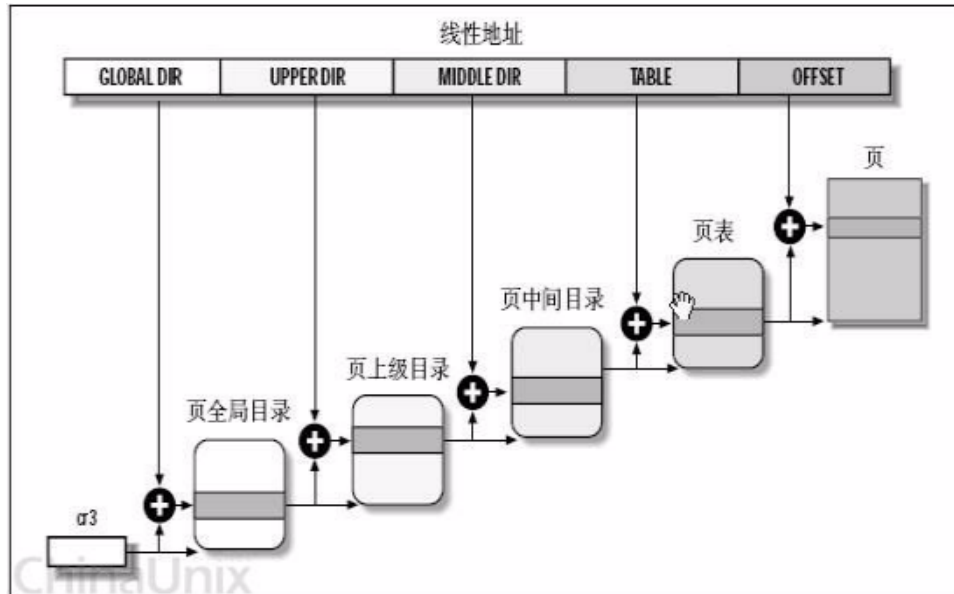 线性地址
GLOBAL DIR UPPER DIR MIDDLE DIR TABLE OFFSET
页
页表
页中间目录
页上级目录
页全局目录
cr3
ChinaUnix